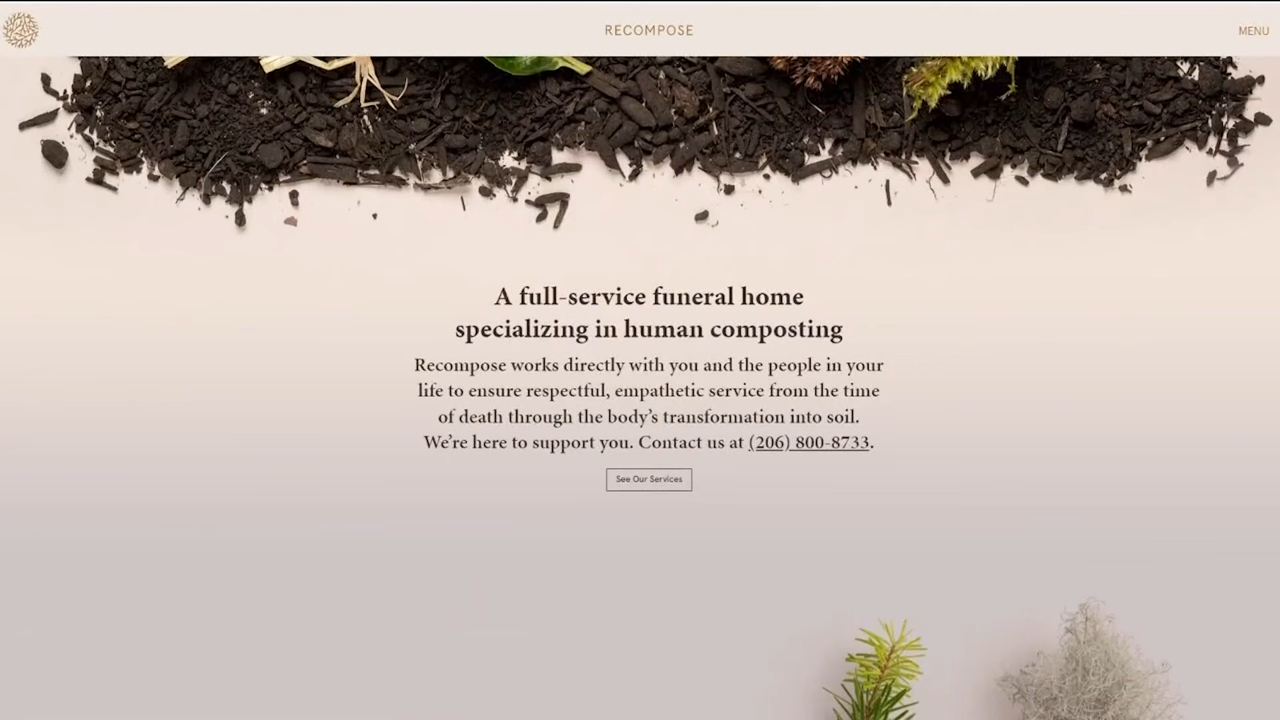 RECOMPOSE
MENU
A full-service funeral home
specializing in human composting
Recompose works directly with you and the people in your
life to ensure respectful, empathetic service from the time
of death through the body’s transformation into soil.
We’re here to support you. Contact us at (206) 800-8733.
See Our Services